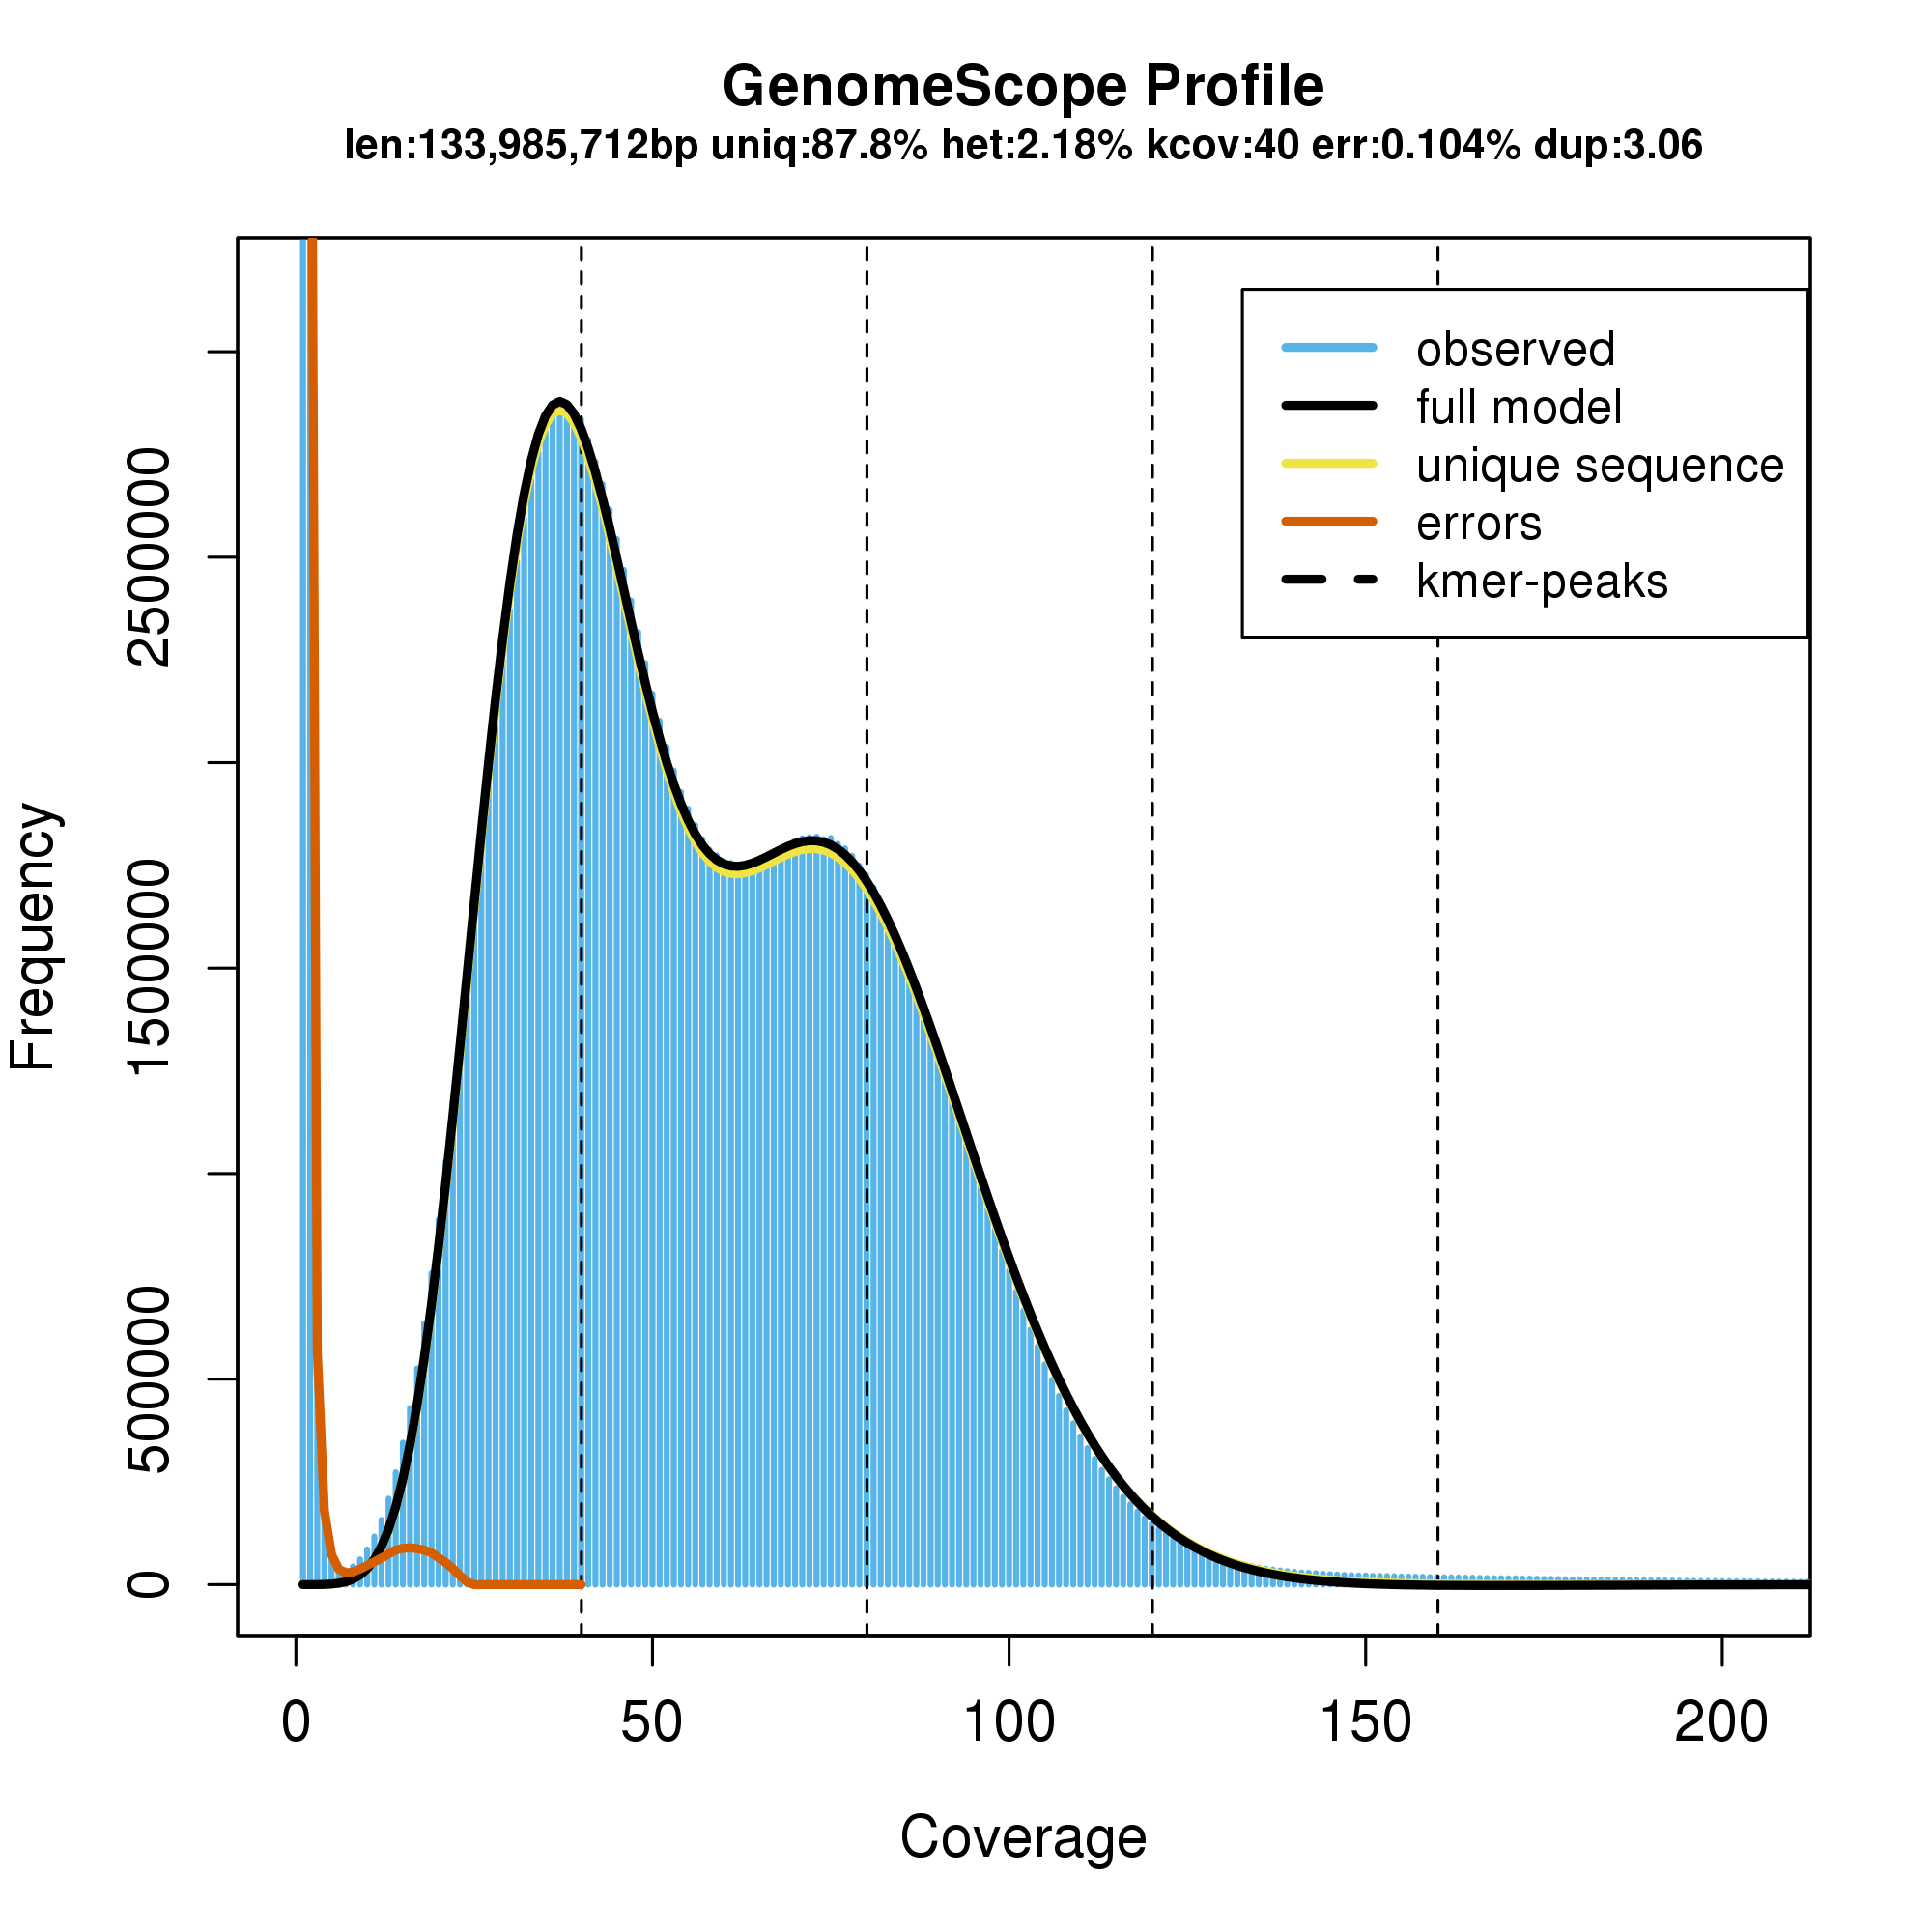 GenomeScope Profile
len:133,985,712bp uniq:87.8% het:2.18% kcov:40 err:0.104% dup:3.06
observed
full model
unique sequence
errors
kmer-peaks
Frequency
2500000
1500000
500000
0
0 50 100 150 200
Coverage